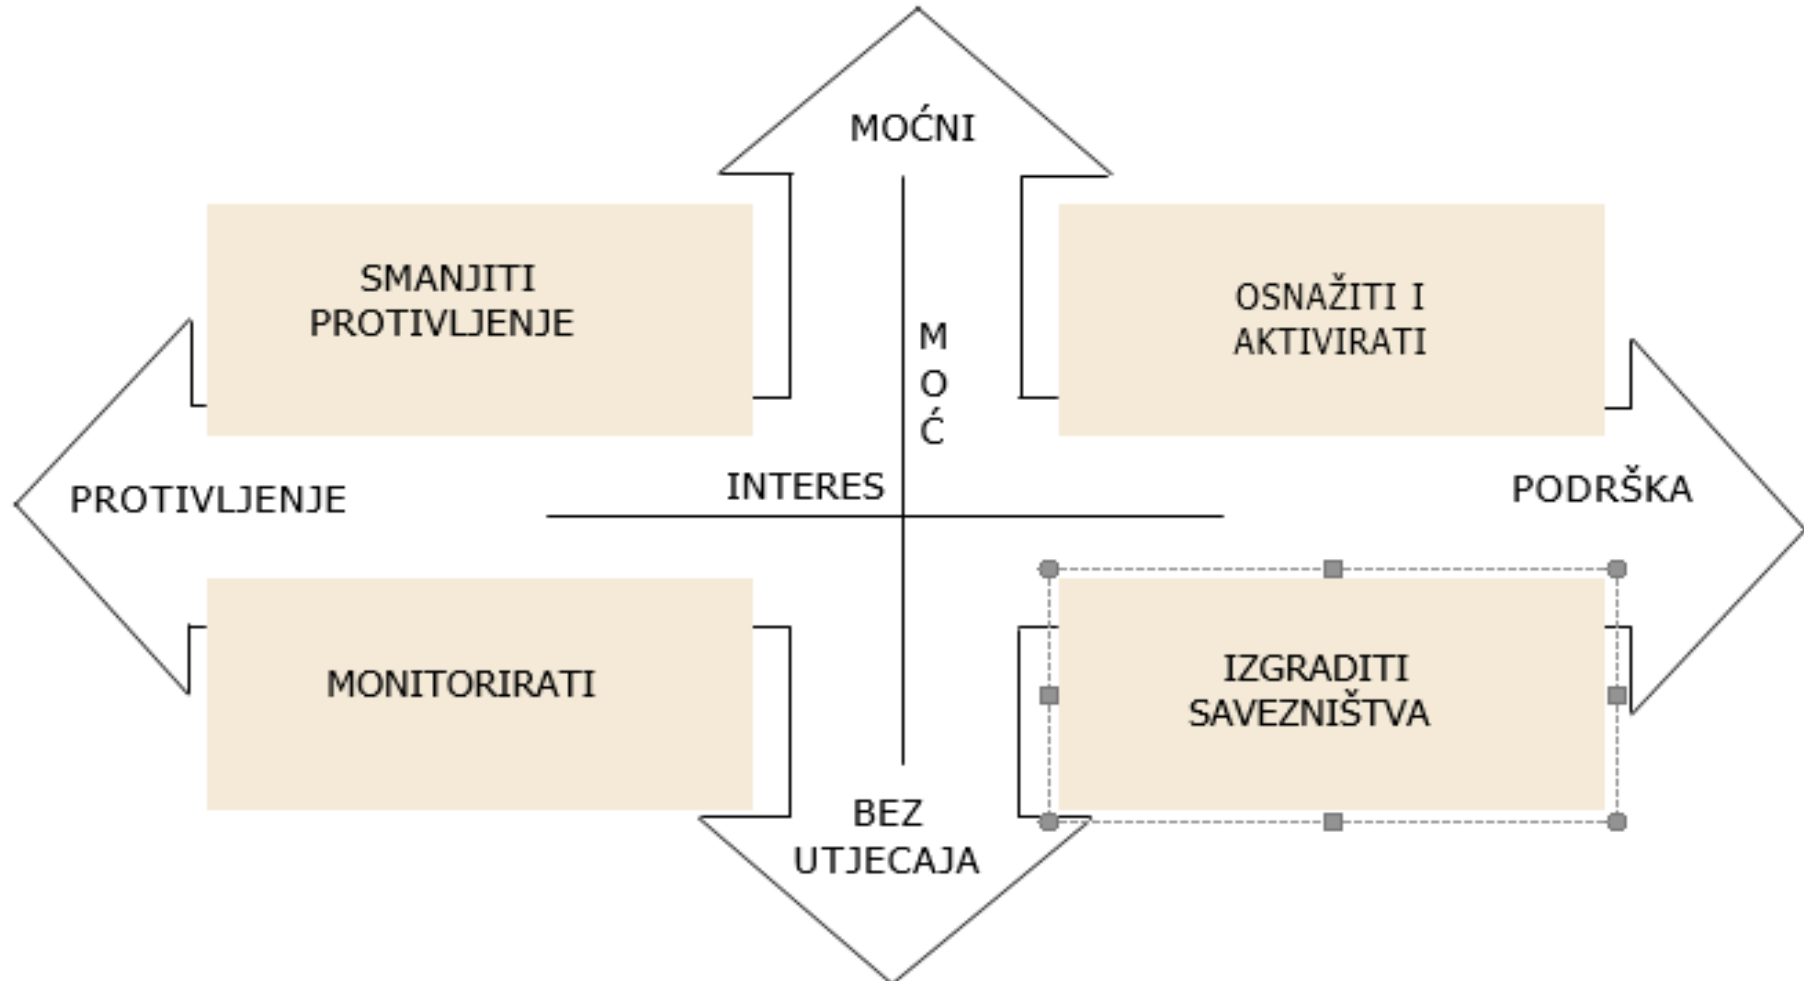 MOĆNI
SMANJITI
PROTIVLJENJE
OSNAŽITI I
AKTIVIRATI
M
O
Ć
INTERES
PROTIVLJENJE
PODRŠKA
MONITORIRATI
IZGRADITI
SAVEZNIŠTVA
BEZ
UTJECAJA